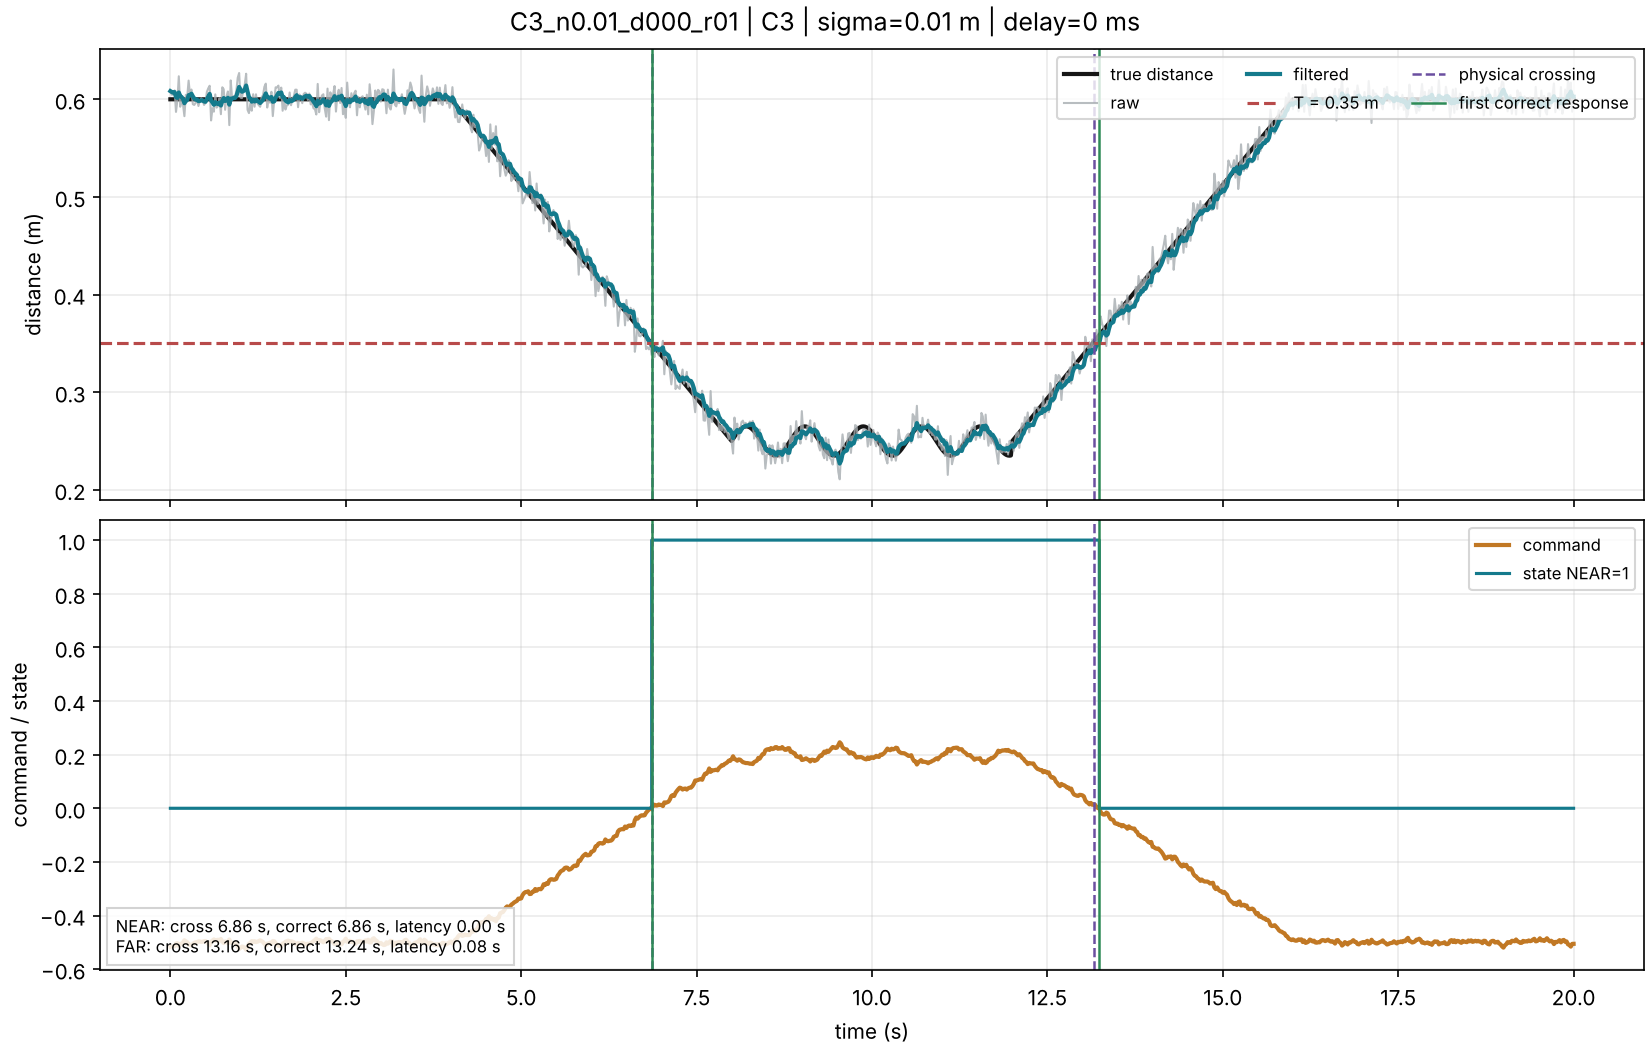 C3_n0.01_d000_r01 | C3 | sigma=0.01 m | delay=0 ms
distance (m)
0.6
0.5
0.4
0.3
0.2
true distance
raw
filtered
T = 0.35 m
physical crossing
first correct response
command / state
1.0
0.8
0.6
0.4
0.2
0.0
−0.2
−0.4
−0.6
command
state NEAR=1
NEAR: cross 6.86 s, correct 6.86 s, latency 0.00 s
FAR: cross 13.16 s, correct 13.24 s, latency 0.08 s
0.0 2.5 5.0 7.5 10.0 12.5 15.0 17.5 20.0
time (s)